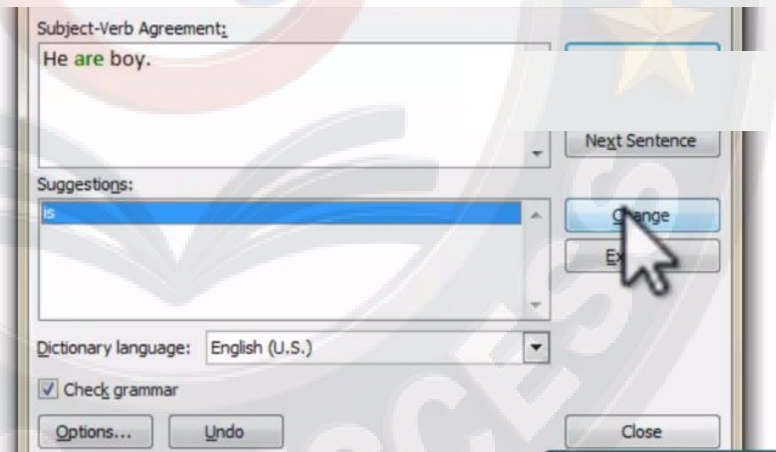 Subject-Verb Agreement:
He are boy.
Next Sentence
Suggestions:
is
Change
Dictionary language: English (U.S.)
Check grammar
Options... Undo Close